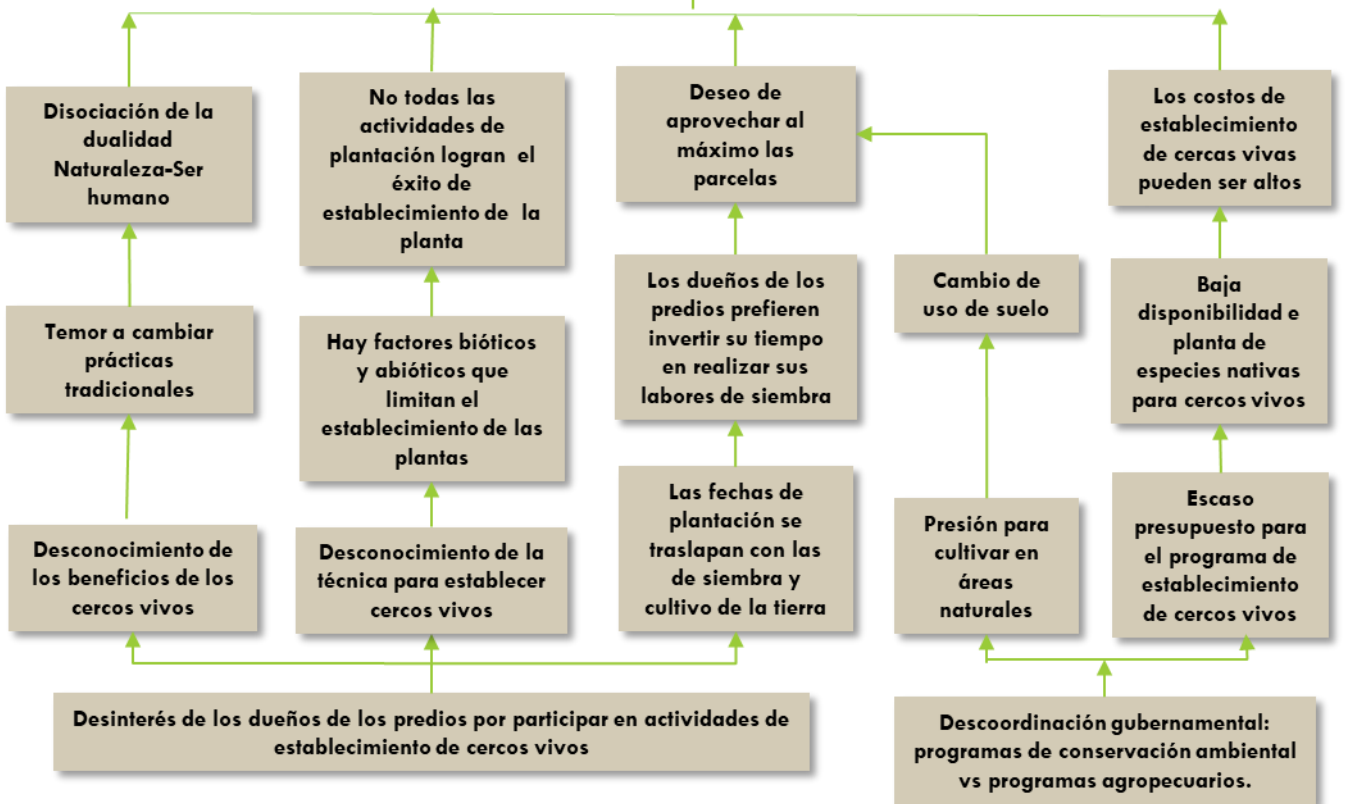 Disociación de la
dualidad
Naturaleza-Ser
humano
No todas las
actividades de
plantación logran el
éxito de
establecimiento de la
planta
Deseo de
aprovechar al
máximo las
parcelas
Los costos de
establecimiento
de cercas vivas
pueden ser altos
Temor a cambiar
prácticas
tradicionales
Hay factores bióticos
y abióticos que
limitan el
establecimiento de las
plantas
Los dueños de los
predios prefieren
invertir su tiempo
en realizar sus
labores de siembra
Cambio de
uso de suelo
Baja
disponibilidad e
planta de
especies nativas
para cercos vivos
Desconocimiento de
los beneficios de los
cercos vivos
Desconocimiento de la
técnica para establecer
cercos vivos
Las fechas de
plantación se
traslapan con las
de siembra y
cultivo de la tierra
Presión para
cultivar en
áreas
naturales
Escaso
presupuesto para
el programa de
establecimiento
de cercos vivos
Desinterés de los dueños de los predios por participar en actividades de
establecimiento de cercos vivos
Descoordinación gubernamental:
programas de conservación ambiental
vs programas agropecuarios.